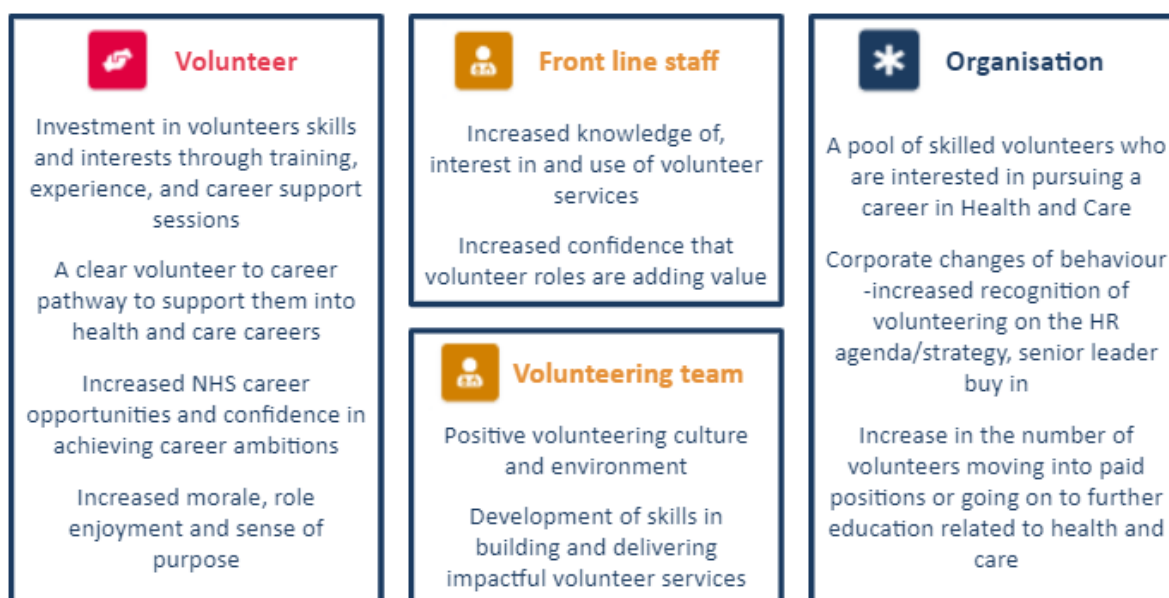 Volunteer
Investment in volunteers skills
and interests through training,
experience, and career support
sessions
A clear volunteer to career
pathway to support them into
health and care careers
Increased NHS career
opportunities and confidence in
achieving career ambitions
Increased morale, role
enjoyment and sense of
purpose
Front line staff
Increased knowledge of,
interest in and use of volunteer
services
Increased confidence that
volunteer roles are adding value
Volunteering team
Positive volunteering culture
and environment
Development of skills in
building and delivering
impactful volunteer services
Organisation
A pool of skilled volunteers who
are interested in pursuing a
career in Health and Care
Corporate changes of behaviour
-increased recognition of
volunteering on the HR
agenda/strategy, senior leader
buy in
Increase in the number of
volunteers moving into paid
positions or going on to further
education related to health and
care